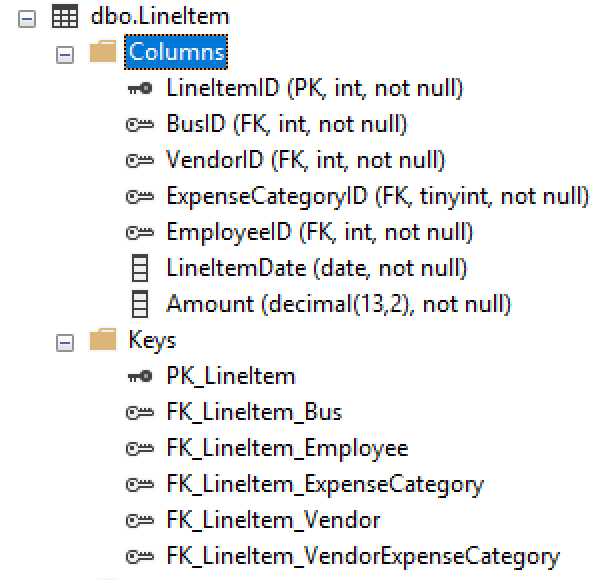 dbo.LineItem
Columns
LineItemID (PK, int, not null)
BusID (FK, int, not null)
VendorID (FK, int, not null)
ExpenseCategoryID (FK, tinyint, not null)
EmployeeID (FK, int, not null)
LineItemDate (date, not null)
Amount (decimal(13,2), not null)
Keys
PK_LineItem
FK_LineItem_Bus
FK_LineItem_Employee
FK_LineItem_ExpenseCategory
FK_LineItem_Vendor
FK_LineItem_VendorExpenseCategory